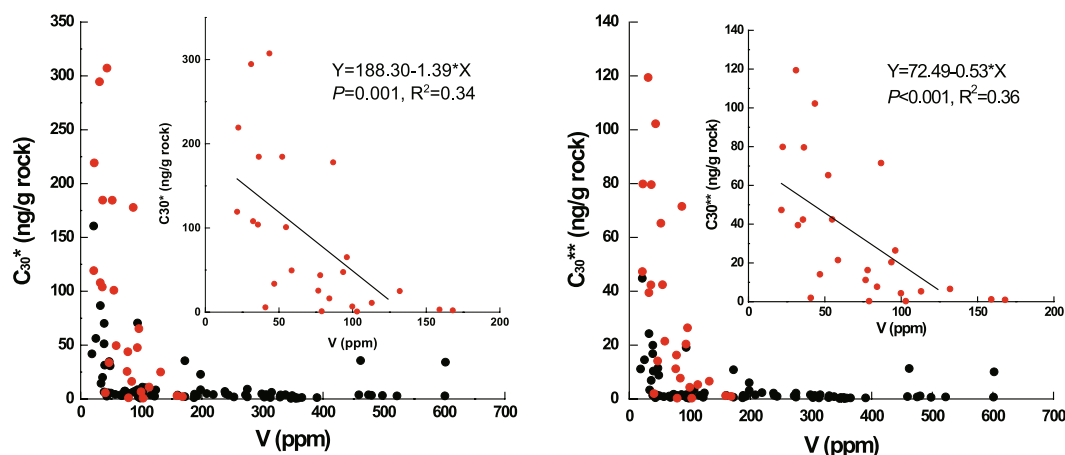 350
300
250
200
150
100
50
0
C30* (ng/g rock)
0 100 200 300 400 500 600 700
V (ppm)
300
200
100
0
C30* (ng/g rock)
0 50 100 150 200
V (ppm)
Y=188.30-1.39*X
P=0.001, R²=0.34
140
120
100
80
60
40
20
0
C30** (ng/g rock)
0 100 200 300 400 500 600 700
V (ppm)
140
120
100
80
60
40
20
0
C30** (ng/g rock)
0 50 100 150 200
V (ppm)
Y=72.49-0.53*X
P<0.001, R²=0.36